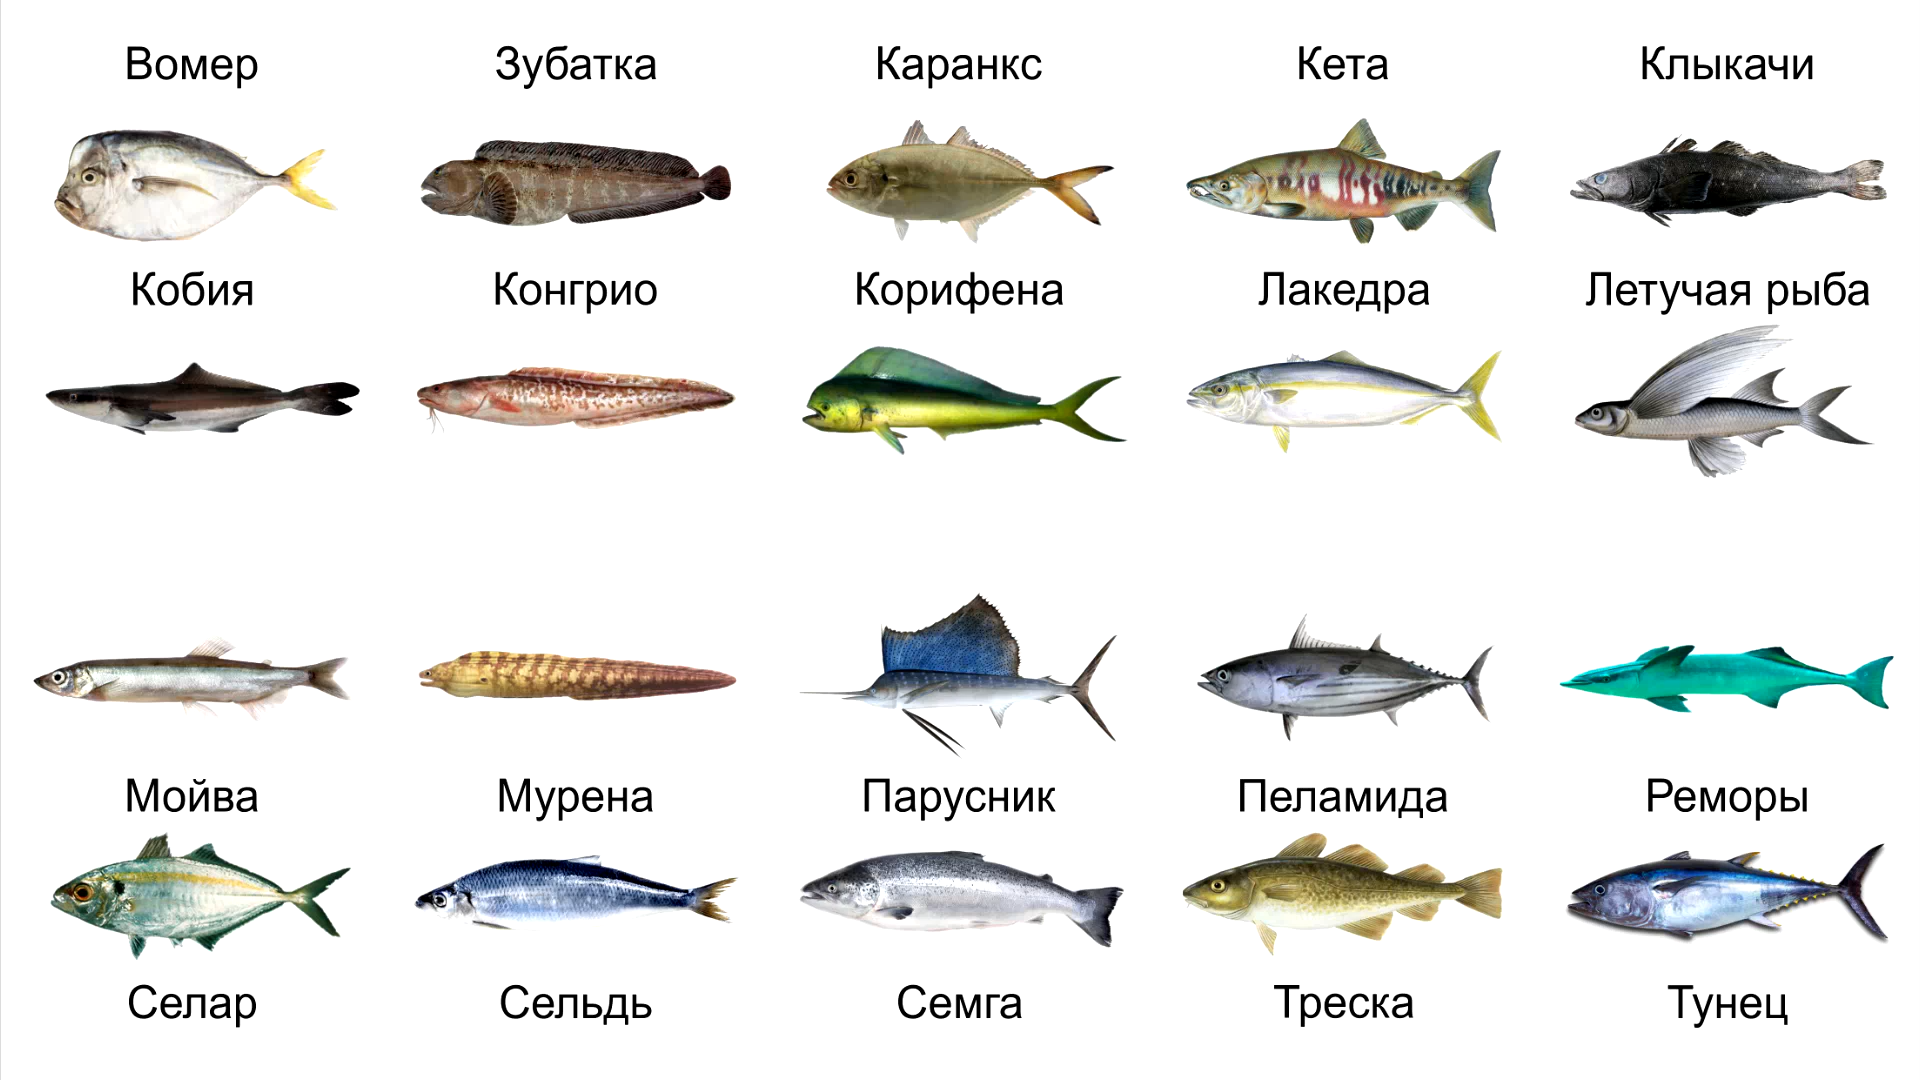 Вомер
Зубатка
Каранкс
Кета
Клыкачи
Кобия
Конгрио
Корифена
Лакедра
Летучая рыба
Мойва
Мурена
Парусник
Пеламида
Реморы
Селар
Сельдь
Семга
Треска
Тунец